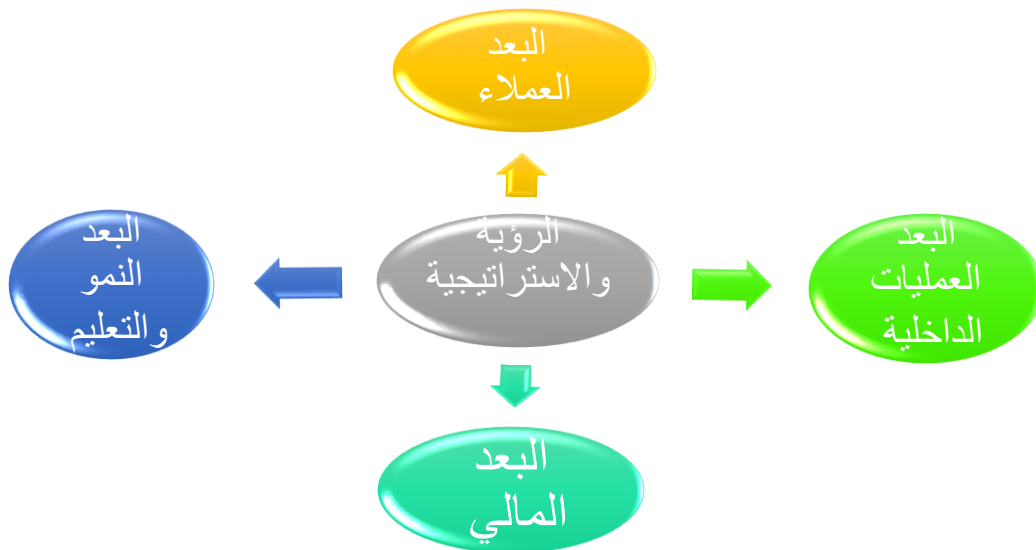 البعد
العملاء
البعد
العمليات
الداخلية
الرؤية
والاستراتيجية
البعد
النمو
والتعليم
البعد
المالي